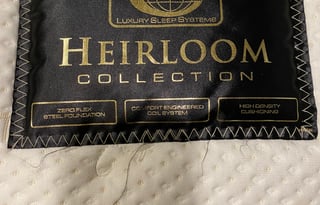 LUXURY SLEEP SYSTEMS
HEIRLOOM
COLLECTION
ZERO FLEX
STEEL FOUNDATION
COMFORT ENGINEERED
COIL SYSTEM
HIGH DENSITY
CUSHIONING